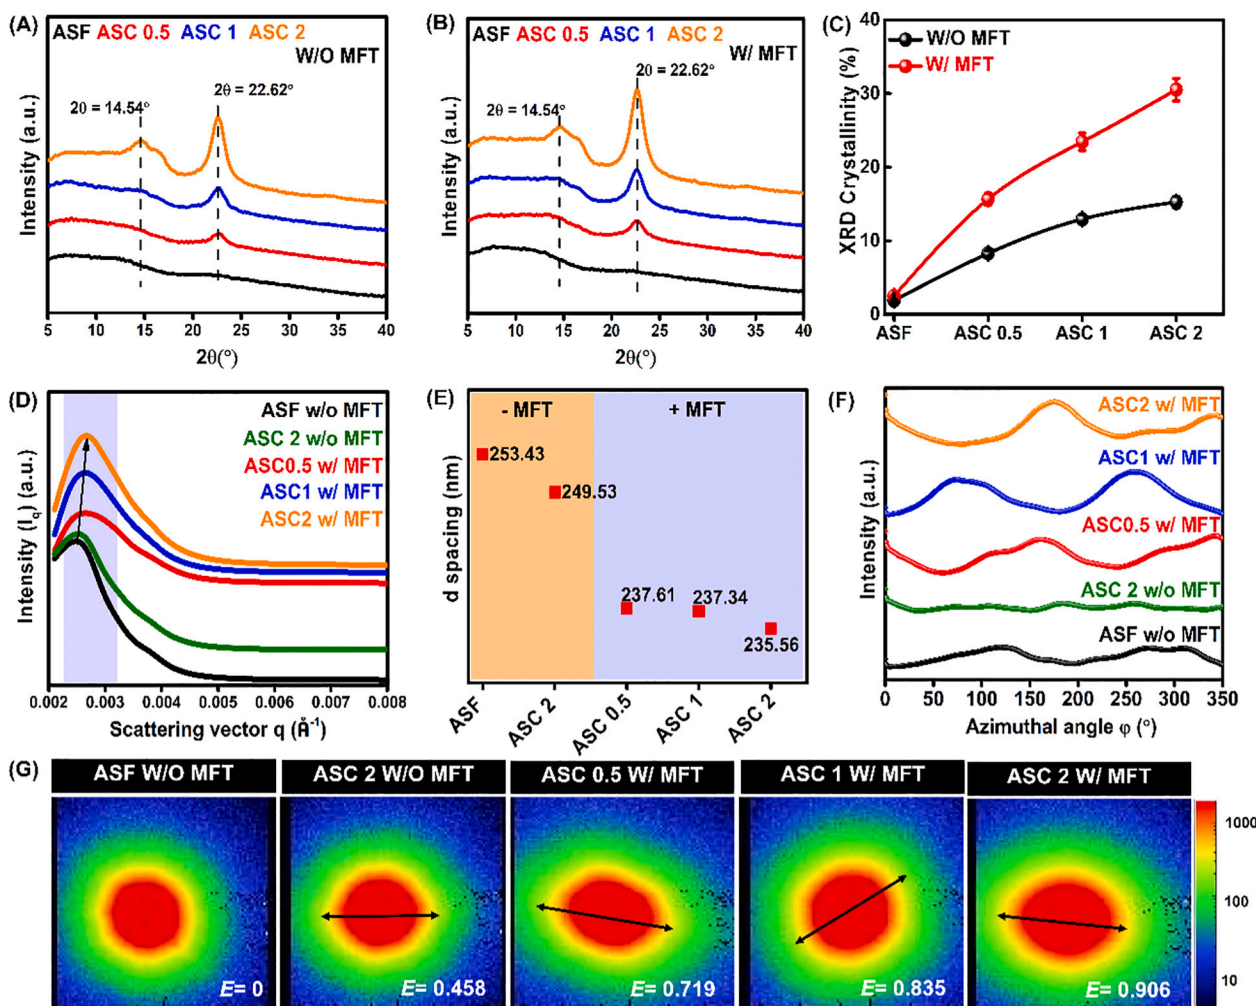 (A)
ASF ASC 0.5 ASC 1 ASC 2
W/O MFT
2θ = 22.62°
2θ = 14.54°
Intensity (a.u.)
5 10 15 20 25 30 35 40
2θ(°)
(B)
ASF ASC 0.5 ASC 1 ASC 2
W/ MFT
2θ = 22.62°
2θ = 14.54°
Intensity (a.u.)
5 10 15 20 25 30 35 40
2θ(°)
(C)
W/O MFT
W/ MFT
XRD Crystallinity (%)
40
30
20
10
0
ASF ASC 0.5 ASC 1 ASC 2
(D)
ASF w/o MFT
ASC 2 w/o MFT
ASC0.5 w/ MFT
ASC1 w/ MFT
ASC2 w/ MFT
Intensity (Iq) (a.u.)
0.002 0.003 0.004 0.005 0.006 0.007 0.008
Scattering vector q (Å-1)
(E)
- MFT
+ MFT
253.43
249.53
237.61
237.34
235.56
d spacing (nm)
ASF
ASC 2
ASC 0.5
ASC 1
ASC 2
(F)
ASC2 w/ MFT
ASC1 w/ MFT
ASC0.5 w/ MFT
ASC 2 w/o MFT
ASF w/o MFT
Intensity (a.u.)
0 50 100 150 200 250 300 350
Azimuthal angle φ (°)
(G)
ASF W/O MFT
ASC 2 W/O MFT
ASC 0.5 W/ MFT
ASC 1 W/ MFT
ASC 2 W/ MFT
E= 0
E= 0.458
E= 0.719
E= 0.835
E= 0.906
1000
100
10